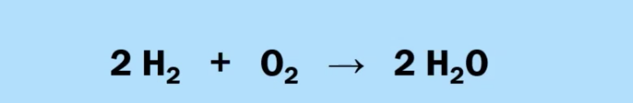 2 H₂ + O₂ → 2 H₂O